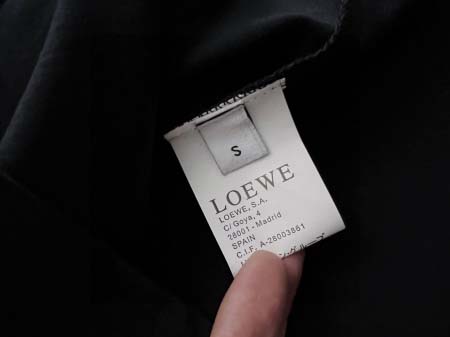 S
LOEWE
LOEWE, S.A.
C/ Goya, 4
28001 - Madrid
SPAIN
C.I.F. A-28003861